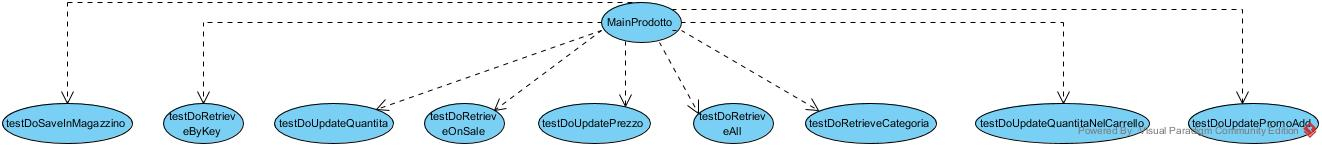 MainProdotto
testDoSaveInMagazzino
testDoRetriev
eByKey
testDoUpdateQuantita
testDoRetriev
eOnSale
testDoUpdatePrezzo
testDoRetriev
eAll
testDoRetrieveCategoria
testDoUpdateQuantitaNelCarrello
testDoUpdatePromoAdd
Powered By Visual Paradigm Community Edition